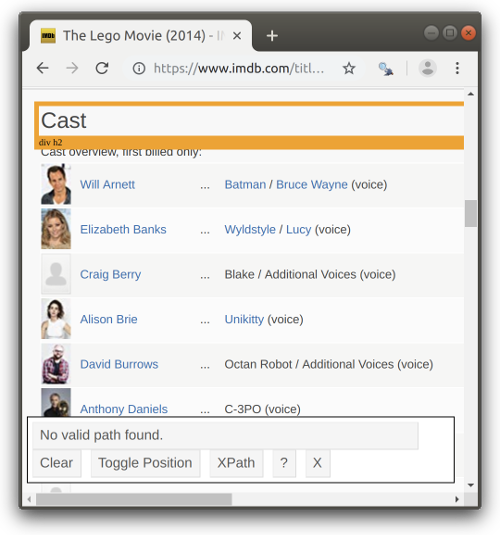 The Lego Movie (2014) - I
https://www.imdb.com/titl...
Cast
div h2
Cast overview, first billed only:
Will Arnett ... Batman / Bruce Wayne (voice)
Elizabeth Banks ... Wyldstyle / Lucy (voice)
Craig Berry ... Blake / Additional Voices (voice)
Alison Brie ... Unikitty (voice)
David Burrows ... Octan Robot / Additional Voices (voice)
Anthony Daniels ... C-3PO (voice)
No valid path found.
Clear Toggle Position XPath ? X